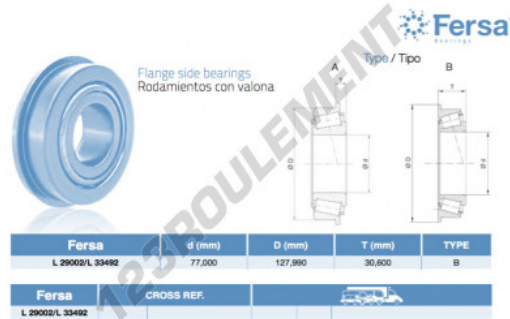 Fersa
Bearings
Type / Tipo
Flange side bearings
Rodamientos con valona
A
B
T
T
Ø D
Ø d
Ø D
Ø d
123ROULEMENT
Fersa d (mm) D (mm) T (mm) TYPE
L 29002/L 33492 77,000 127,990 30,600 B
Fersa CROSS REF.
L 29002/L 33492